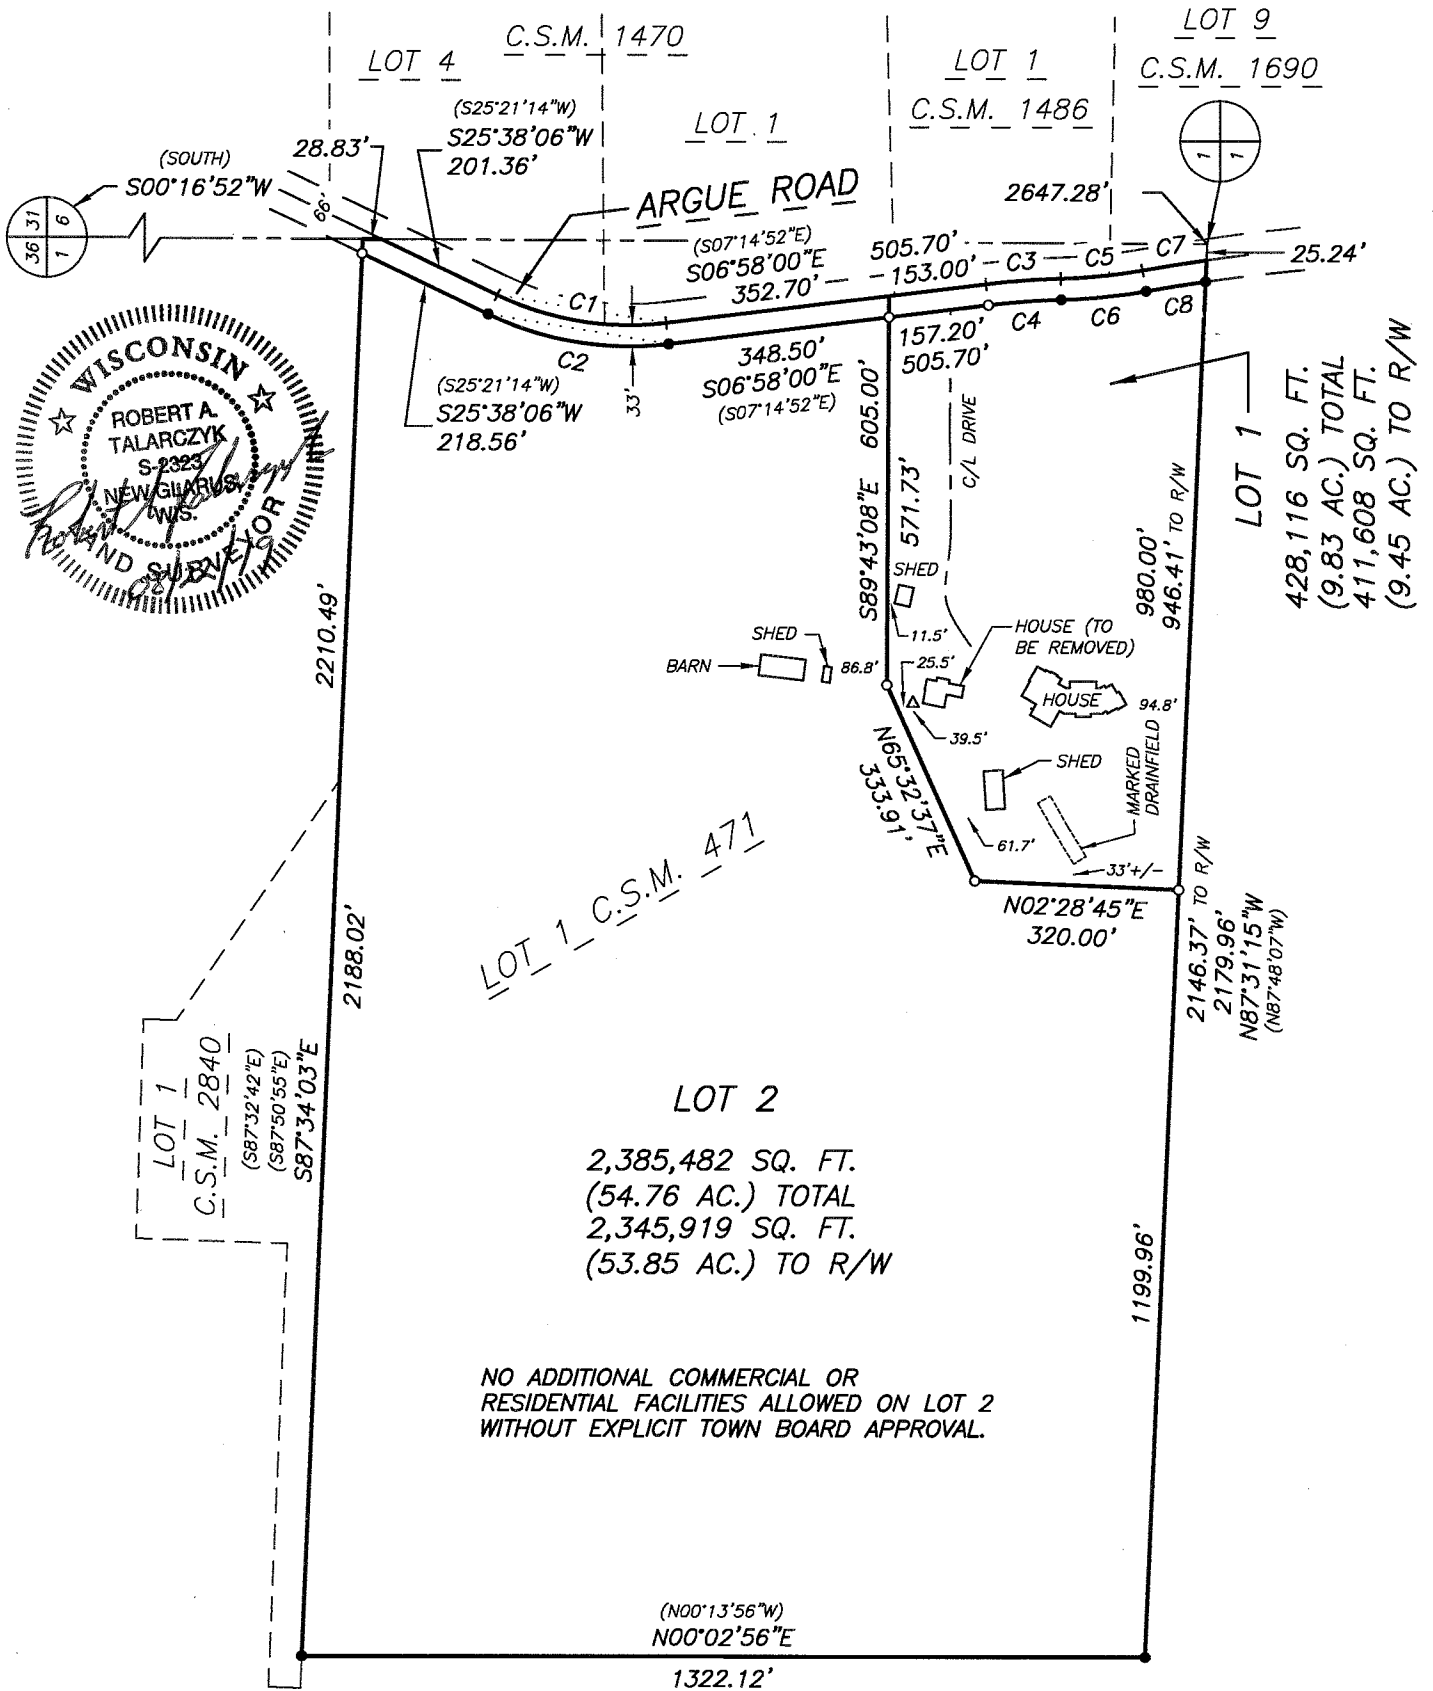 LOT 4
C.S.M. 1470
LOT 1
LOT 1
C.S.M. 1486
LOT 9
C.S.M. 1690
(SOUTH)
S00°16'52"W
36 31
1 6
28.83'
66'
(S25°21'14"W)
S25°38'06"W
201.36'
ARGUE ROAD
(S07°14'52"E)
S06°58'00"E
352.70'
505.70'
153.00'
C3
C5
C7
2647.28'
1 1
25.24'
C1
C2
33'
348.50'
S06°58'00"E
(S07°14'52"E)
157.20'
505.70'
C4
C6
C8
(S25°21'14"W)
S25°38'06"W
218.56'
WISCONSIN
ROBERT A.
TALARCZYK
S-2323
NEW GLARUS,
WIS.
LAND SURVEYOR
2210.49'
2188.02'
(S87°32'42"E)
(S87°50'55"E)
S87°34'03"E
LOT 1
C.S.M. 2840
S89°43'08"E 605.00'
571.73'
C/L DRIVE
SHED
11.5'
HOUSE (TO
BE REMOVED)
SHED
BARN
86.8'
25.5'
39.5'
HOUSE
94.8'
SHED
MARKED
DRAINFIELD
61.7'
33'+/-
N65°32'37"E
333.91'
N02°28'45"E
320.00'
980.00'
946.41' TO R/W
LOT 1
428,116 SQ. FT.
(9.83 AC.) TOTAL
411,608 SQ. FT.
(9.45 AC.) TO R/W
2146.37' TO R/W
2179.96'
N87°31'15"W
(N87°48'07"W)
1199.96'
LOT 1 C.S.M. 471
LOT 2
2,385,482 SQ. FT.
(54.76 AC.) TOTAL
2,345,919 SQ. FT.
(53.85 AC.) TO R/W
NO ADDITIONAL COMMERCIAL OR
RESIDENTIAL FACILITIES ALLOWED ON LOT 2
WITHOUT EXPLICIT TOWN BOARD APPROVAL.
(N00°13'56"W)
N00°02'56"E
1322.12'